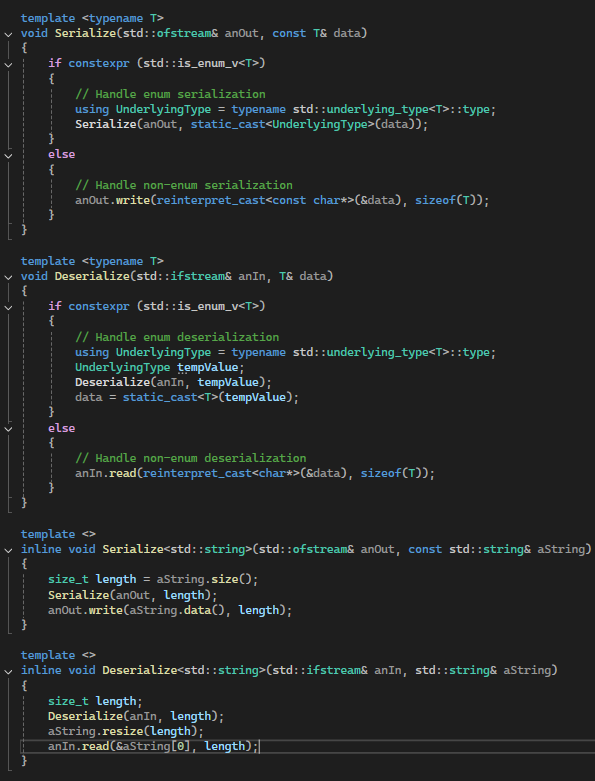 template <typename T>
void Serialize(std::ofstream& anOut, const T& data)
{
    if constexpr (std::is_enum_v<T>)
    {
        // Handle enum serialization
        using UnderlyingType = typename std::underlying_type<T>::type;
        Serialize(anOut, static_cast<UnderlyingType>(data));
    }
    else
    {
        // Handle non-enum serialization
        anOut.write(reinterpret_cast<const char*>(&data), sizeof(T));
    }
}

template <typename T>
void Deserialize(std::ifstream& anIn, T& data)
{
    if constexpr (std::is_enum_v<T>)
    {
        // Handle enum deserialization
        using UnderlyingType = typename std::underlying_type<T>::type;
        UnderlyingType tempValue;
        Deserialize(anIn, tempValue);
        data = static_cast<T>(tempValue);
    }
    else
    {
        // Handle non-enum deserialization
        anIn.read(reinterpret_cast<char*>(&data), sizeof(T));
    }
}

template <>
inline void Serialize<std::string>(std::ofstream& anOut, const std::string& aString)
{
    size_t length = aString.size();
    Serialize(anOut, length);
    anOut.write(aString.data(), length);
}

template <>
inline void Deserialize<std::string>(std::ifstream& anIn, std::string& aString)
{
    size_t length;
    Deserialize(anIn, length);
    aString.resize(length);
    anIn.read(&aString[0], length);
}